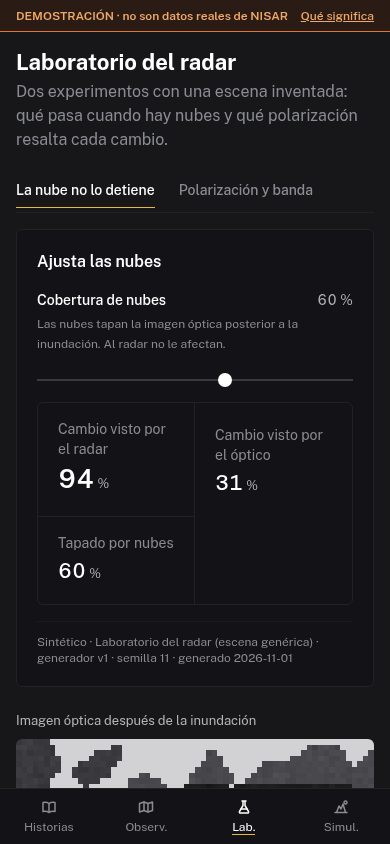 DEMOSTRACIÓN · no son datos reales de NISAR Qué significa
Laboratorio del radar
Dos experimentos con una escena inventada:
qué pasa cuando hay nubes y qué polarización
resalta cada cambio.
La nube no lo detiene Polarización y banda
Ajusta las nubes
Cobertura de nubes 60 %
Las nubes tapan la imagen óptica posterior a la
inundación. Al radar no le afectan.
Cambio visto por
el radar
94 %
Cambio visto por
el óptico
31 %
Tapado por nubes
60 %
Sintético · Laboratorio del radar (escena genérica) ·
generador v1 · semilla 11 · generado 2026-11-01
Imagen óptica después de la inundación
Historias Observ. Lab. Simul.